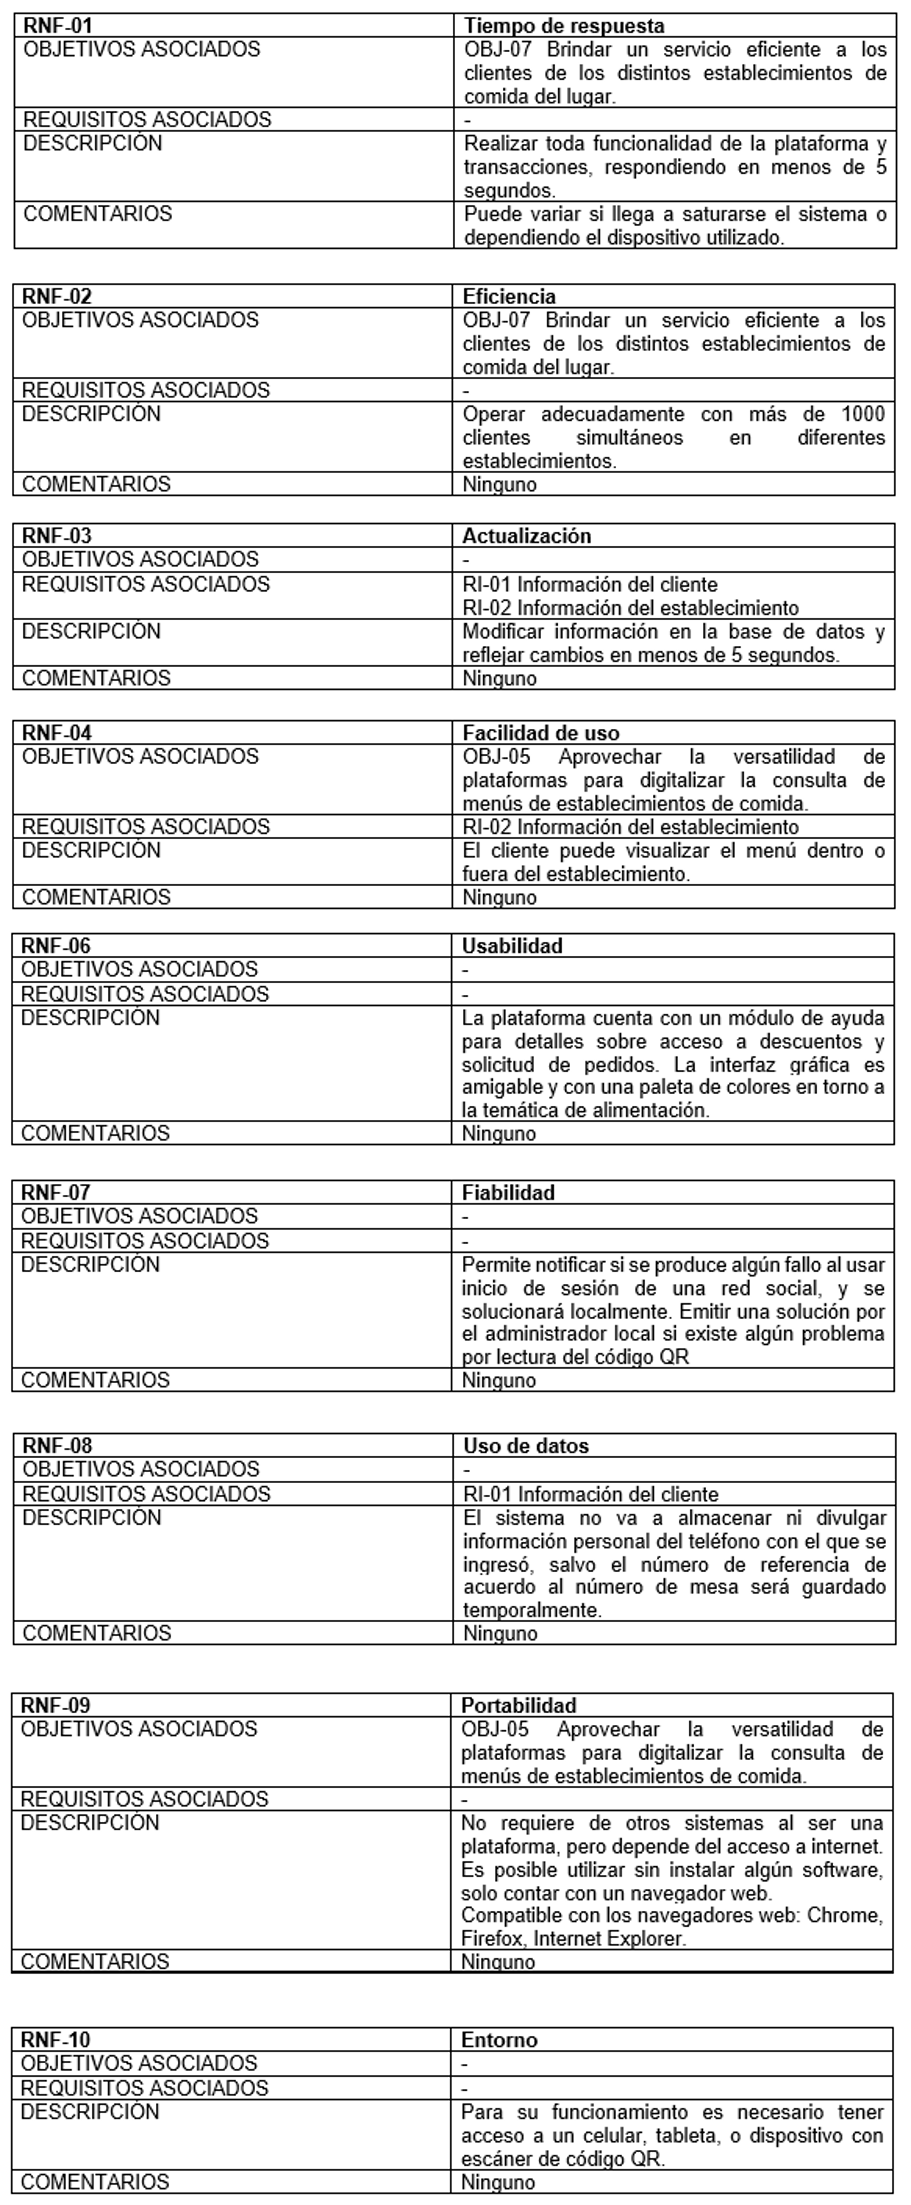 RNF-01 Tiempo de respuesta
OBJETIVOS ASOCIADOS OBJ-07 Brindar un servicio eficiente a los
clientes de los distintos establecimientos de
comida del lugar.
REQUISITOS ASOCIADOS -
DESCRIPCIÓN Realizar toda funcionalidad de la plataforma y
transacciones, respondiendo en menos de 5
segundos.
COMENTARIOS Puede variar si llega a saturarse el sistema o
dependiendo el dispositivo utilizado.
RNF-02 Eficiencia
OBJETIVOS ASOCIADOS OBJ-07 Brindar un servicio eficiente a los
clientes de los distintos establecimientos de
comida del lugar.
REQUISITOS ASOCIADOS -
DESCRIPCIÓN Operar adecuadamente con más de 1000
clientes simultáneos en diferentes
establecimientos.
COMENTARIOS Ninguno
RNF-03 Actualización
OBJETIVOS ASOCIADOS -
REQUISITOS ASOCIADOS RI-01 Información del cliente
RI-02 Información del establecimiento
DESCRIPCIÓN Modificar información en la base de datos y
reflejar cambios en menos de 5 segundos.
COMENTARIOS Ninguno
RNF-04 Facilidad de uso
OBJETIVOS ASOCIADOS OBJ-05 Aprovechar la versatilidad de
plataformas para digitalizar la consulta de
menús de establecimientos de comida.
REQUISITOS ASOCIADOS RI-02 Información del establecimiento
DESCRIPCIÓN El cliente puede visualizar el menú dentro o
fuera del establecimiento.
COMENTARIOS Ninguno
RNF-06 Usabilidad
OBJETIVOS ASOCIADOS -
REQUISITOS ASOCIADOS -
DESCRIPCIÓN La plataforma cuenta con un módulo de ayuda
para detalles sobre acceso a descuentos y
solicitud de pedidos. La interfaz gráfica es
amigable y con una paleta de colores en torno a
la temática de alimentación.
COMENTARIOS Ninguno
RNF-07 Fiabilidad
OBJETIVOS ASOCIADOS -
REQUISITOS ASOCIADOS -
DESCRIPCIÓN Permite notificar si se produce algún fallo al usar
inicio de sesión de una red social, y se
solucionará localmente. Emitir una solución por
el administrador local si existe algún problema
por lectura del código QR
COMENTARIOS Ninguno
RNF-08 Uso de datos
OBJETIVOS ASOCIADOS -
REQUISITOS ASOCIADOS RI-01 Información del cliente
DESCRIPCIÓN El sistema no va a almacenar ni divulgar
información personal del teléfono con el que se
ingresó, salvo el número de referencia de
acuerdo al número de mesa será guardado
temporalmente.
COMENTARIOS Ninguno
RNF-09 Portabilidad
OBJETIVOS ASOCIADOS OBJ-05 Aprovechar la versatilidad de
plataformas para digitalizar la consulta de
menús de establecimientos de comida.
REQUISITOS ASOCIADOS -
DESCRIPCIÓN No requiere de otros sistemas al ser una
plataforma, pero depende del acceso a internet.
Es posible utilizar sin instalar algún software,
solo contar con un navegador web.
Compatible con los navegadores web: Chrome,
Firefox, Internet Explorer.
COMENTARIOS Ninguno
RNF-10 Entorno
OBJETIVOS ASOCIADOS -
REQUISITOS ASOCIADOS -
DESCRIPCIÓN Para su funcionamiento es necesario tener
acceso a un celular, tableta, o dispositivo con
escáner de código QR.
COMENTARIOS Ninguno